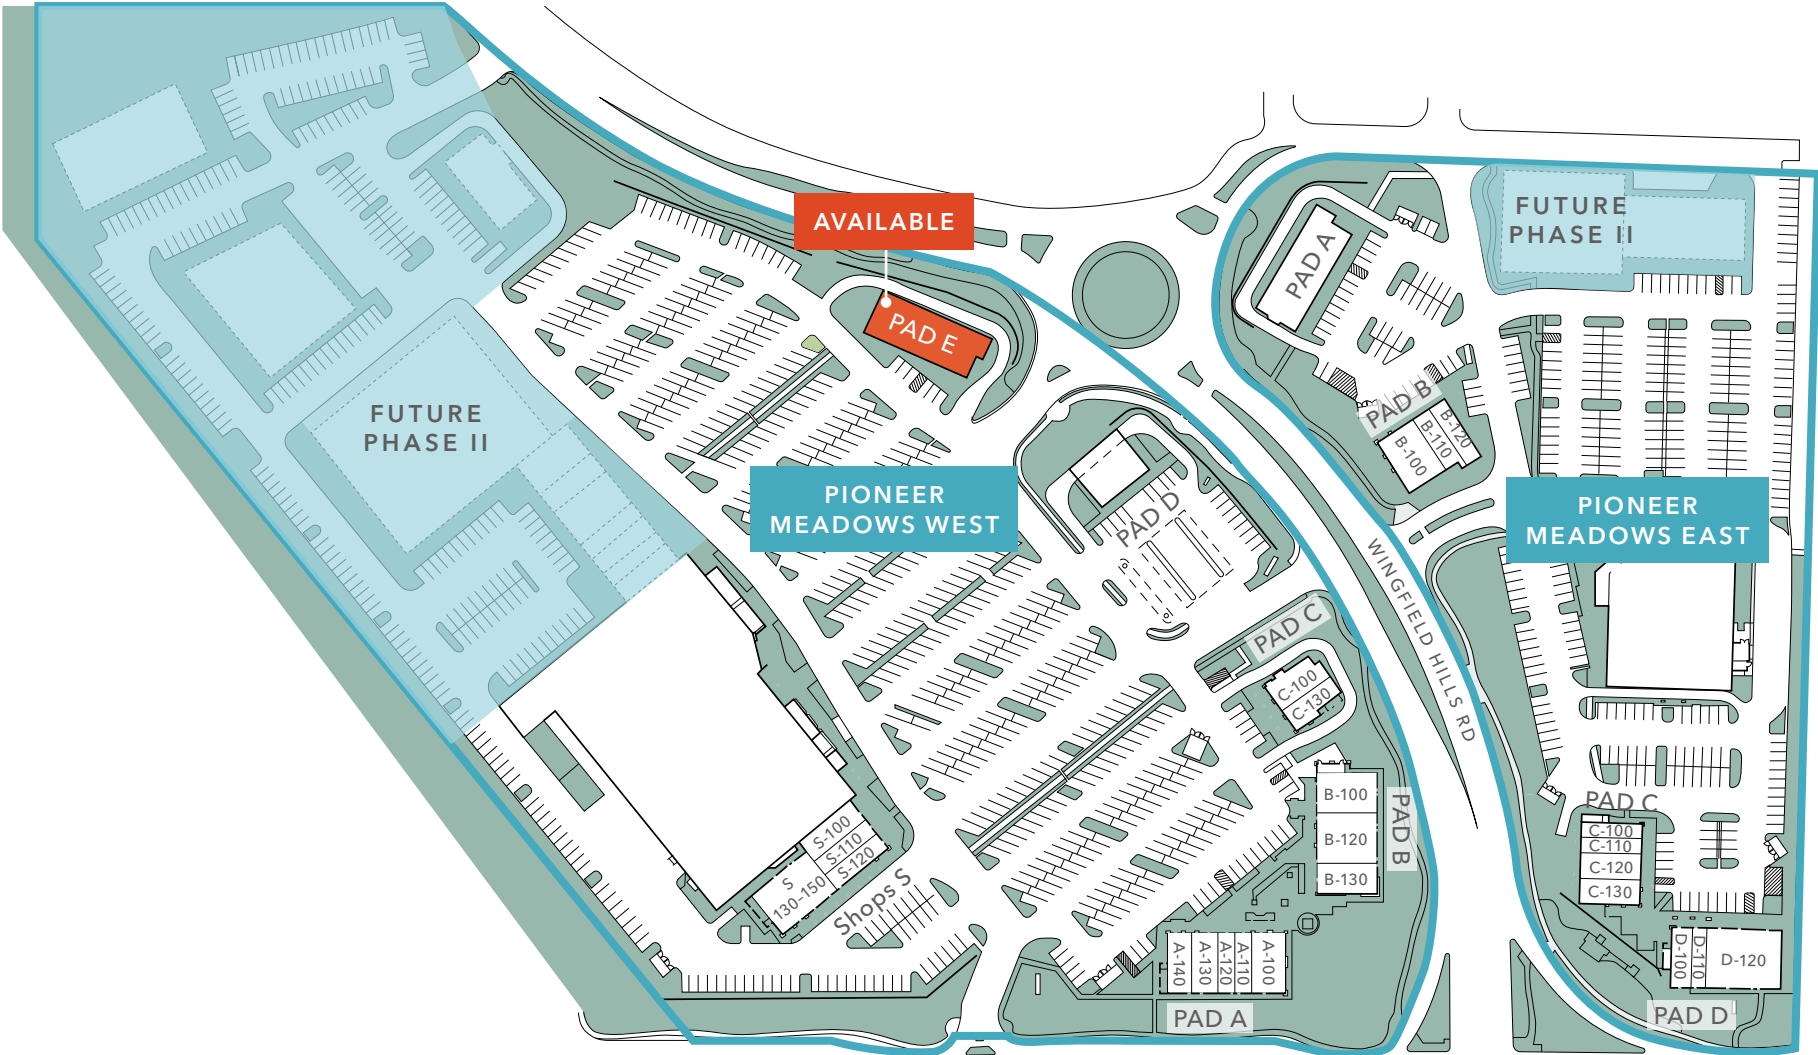 AVAILABLE
PAD E
FUTURE
PHASE II
PIONEER
MEADOWS WEST
PAD D
PAD C
C-100
C-130
B-100
B-120
B-130
PAD B
S-100
S-110
S-120
S
130-150
Shops S
A-140
A-130
A-120
A-110
A-100
PAD A
WINGFIELD HILLS RD
PAD A
FUTURE
PHASE II
PAD B
B-100
B-110
B-120
PIONEER
MEADOWS EAST
PAD C
C-100
C-110
C-120
C-130
D-100
D-110
D-120
PAD D